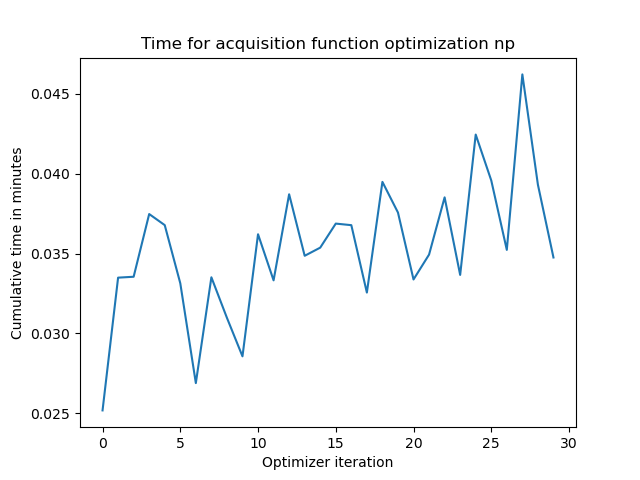 Time for acquisition function optimization np
0.045
0.040
0.035
0.030
0.025
Cumulative time in minutes
0 5 10 15 20 25 30
Optimizer iteration